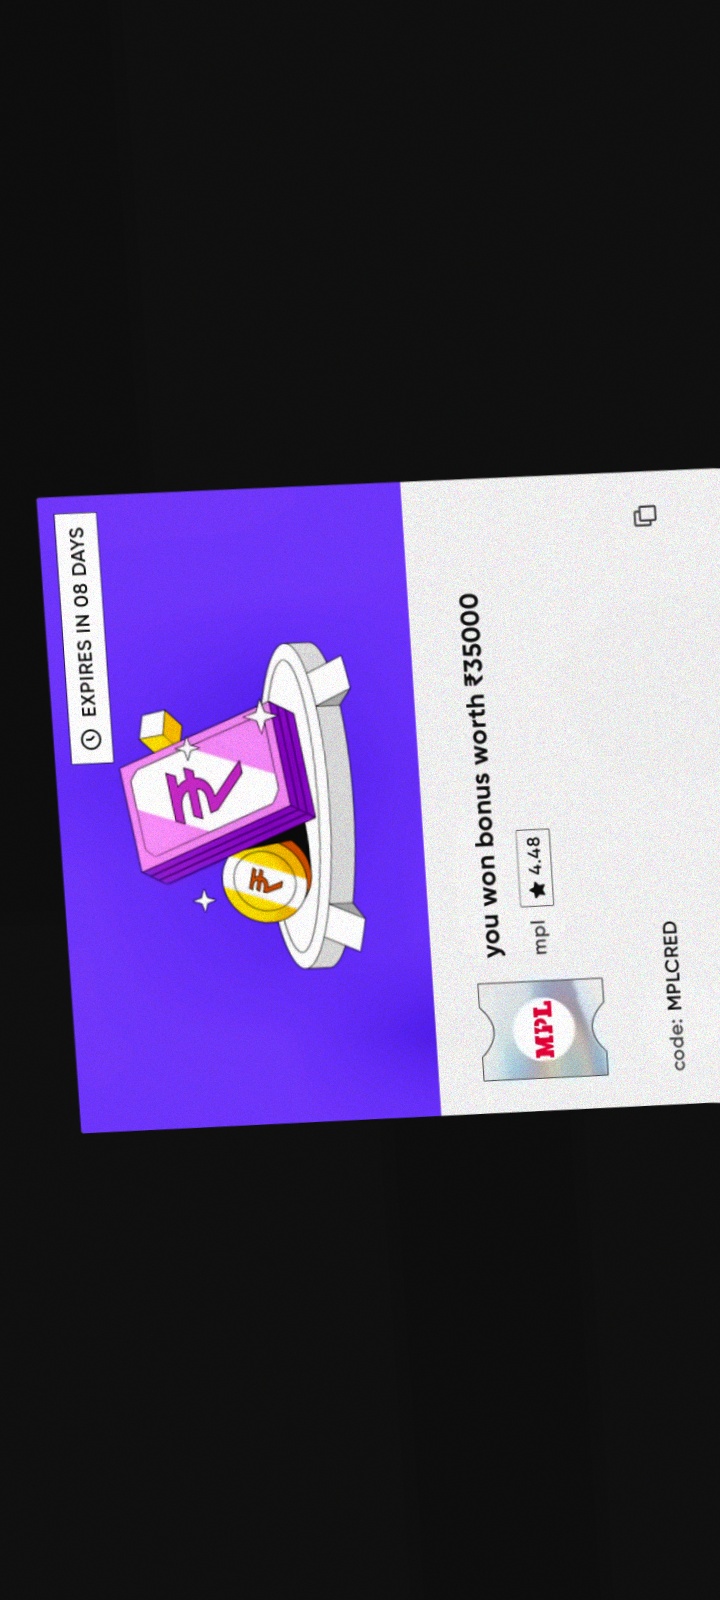 EXPIRES IN 08 DAYS
₹
₹
you won bonus worth ₹35000
mpl ★ 4.48
MPL
code: MPLCRED